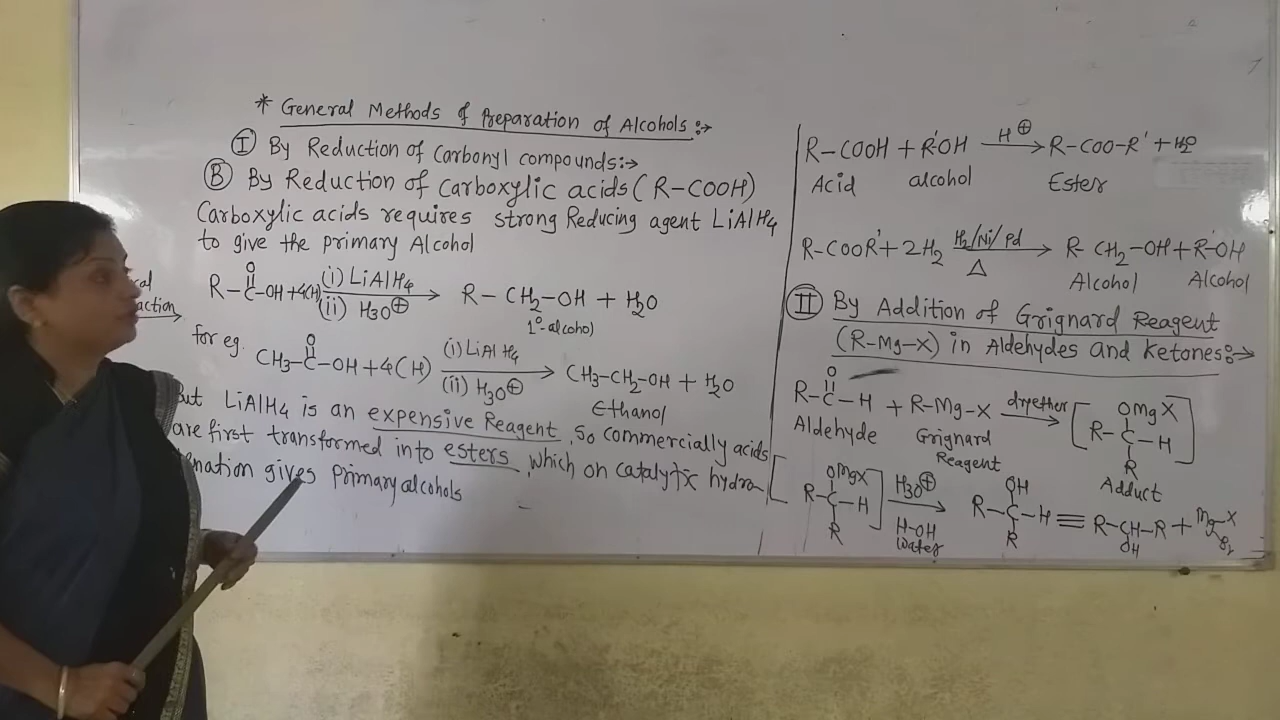 * General Methods of Preparation of Alcohols :->
I By Reduction of Carbonyl compounds:->
B By Reduction of Carboxylic acids (R-COOH)
Carboxylic acids requires strong Reducing agent LiAlH4
to give the primary Alcohol
R-C(=O)-OH+4(H) (i) LiAlH4 (ii) H3O⊕ → R-CH2-OH + H2O
1°-alcohol
for eg.
CH3-C(=O)-OH+4(H) (i) LiAlH4 (ii) H3O⊕ → CH3-CH2-OH + H2O
Ethanol
But LiAlH4 is an expensive Reagent, So commercially acids
are first transformed into esters, which on catalytic hydro-
nation gives primary alcohols
R-COOH + R'OH H⊕ → R-COO-R' + H2O
Acid alcohol Ester
R-COOR' + 2H2 H2/Ni/Pd Δ → R-CH2-OH + R'-OH
Alcohol Alcohol
II By Addition of Grignard Reagent
(R-Mg-X) in Aldehydes and Ketones:->
R-C(=O)-H + R-Mg-X dryether → [R-C(OMgX)(R)-H]
Aldehyde Grignard Reagent Adduct
[R-C(OMgX)(R)-H] H3O⊕ H-OH water → R-C(OH)(R)-H ≡ R-CH(OH)-R + Mg-X